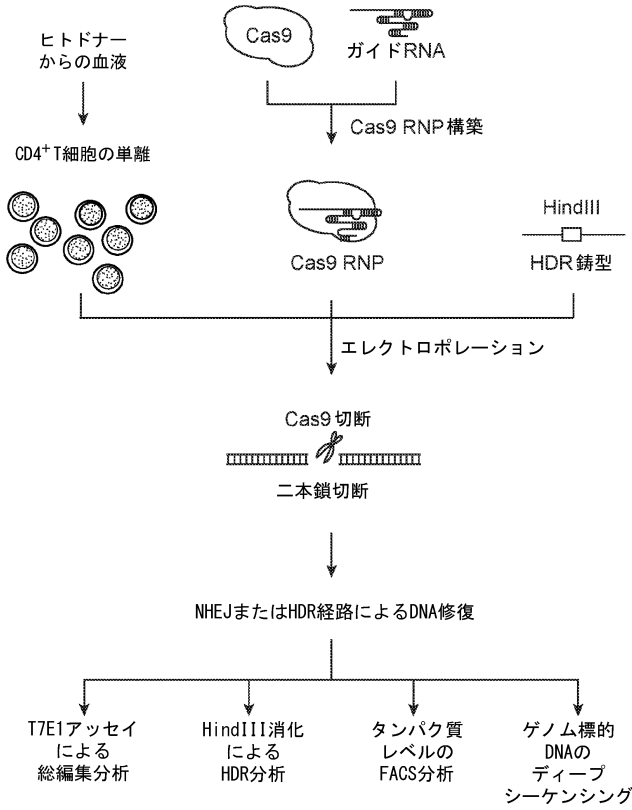 ヒトドナー
からの血液
Cas9
ガイドRNA
Cas9 RNP構築
CD4⁺T細胞の単離
Cas9 RNP
HindIII
HDR鋳型
エレクトロポレーション
Cas9切断
二本鎖切断
NHEJまたはHDR経路によるDNA修復
T7E1アッセイ
による
総編集分析
HindIII消化
による
HDR分析
タンパク質
レベルの
FACS分析
ゲノム標的
DNAの
ディープ
シーケンシング